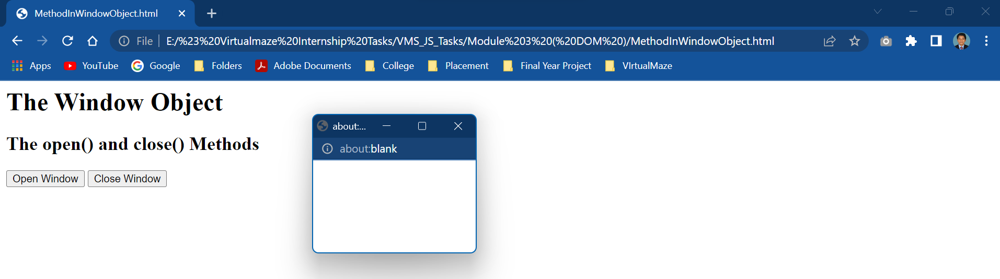 MethodInWindowObject.html
File E:/%23%20Virtualmaze%20Internship%20Tasks/VMS_JS_Tasks/Module%203%20(%20DOM%20)/MethodInWindowObject.html
Apps YouTube Google Folders Adobe Documents College Placement Final Year Project VIrtualMaze
The Window Object
The open() and close() Methods
Open Window Close Window
about:...
about:blank